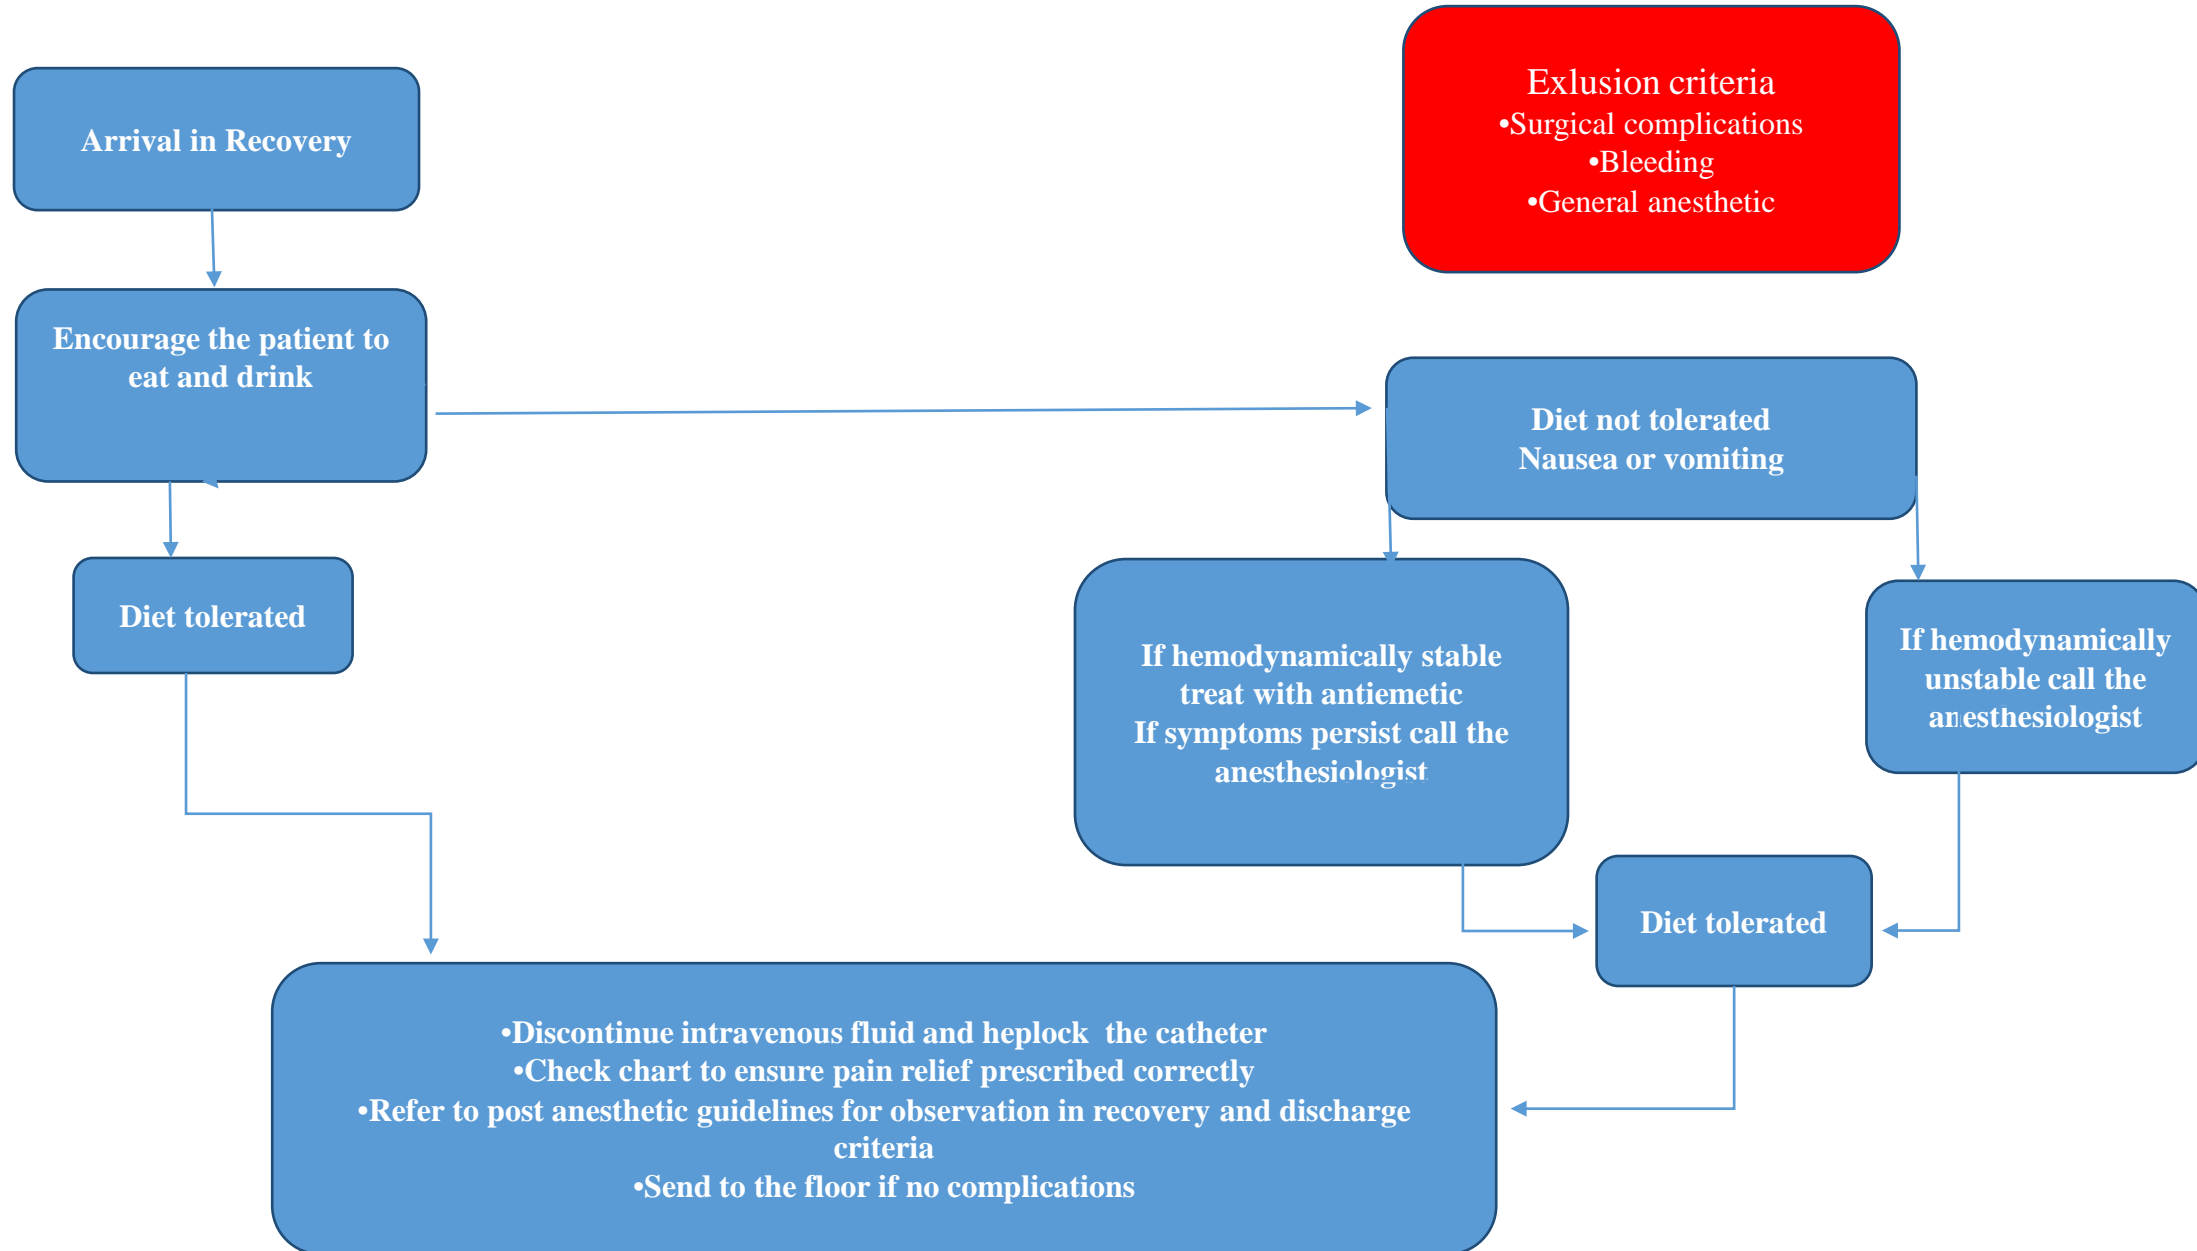 Exlusion criteria
•Surgical complications
•Bleeding
•General anesthetic
Arrival in Recovery
Encourage the patient to
eat and drink
Diet not tolerated
Nausea or vomiting
Diet tolerated
If hemodynamically stable
treat with antiemetic
If symptoms persist call the
anesthesiologist
If hemodynamically
unstable call the
anesthesiologist
Diet tolerated
•Discontinue intravenous fluid and heplock  the catheter
•Check chart to ensure pain relief prescribed correctly
•Refer to post anesthetic guidelines for observation in recovery and discharge
criteria
•Send to the floor if no complications